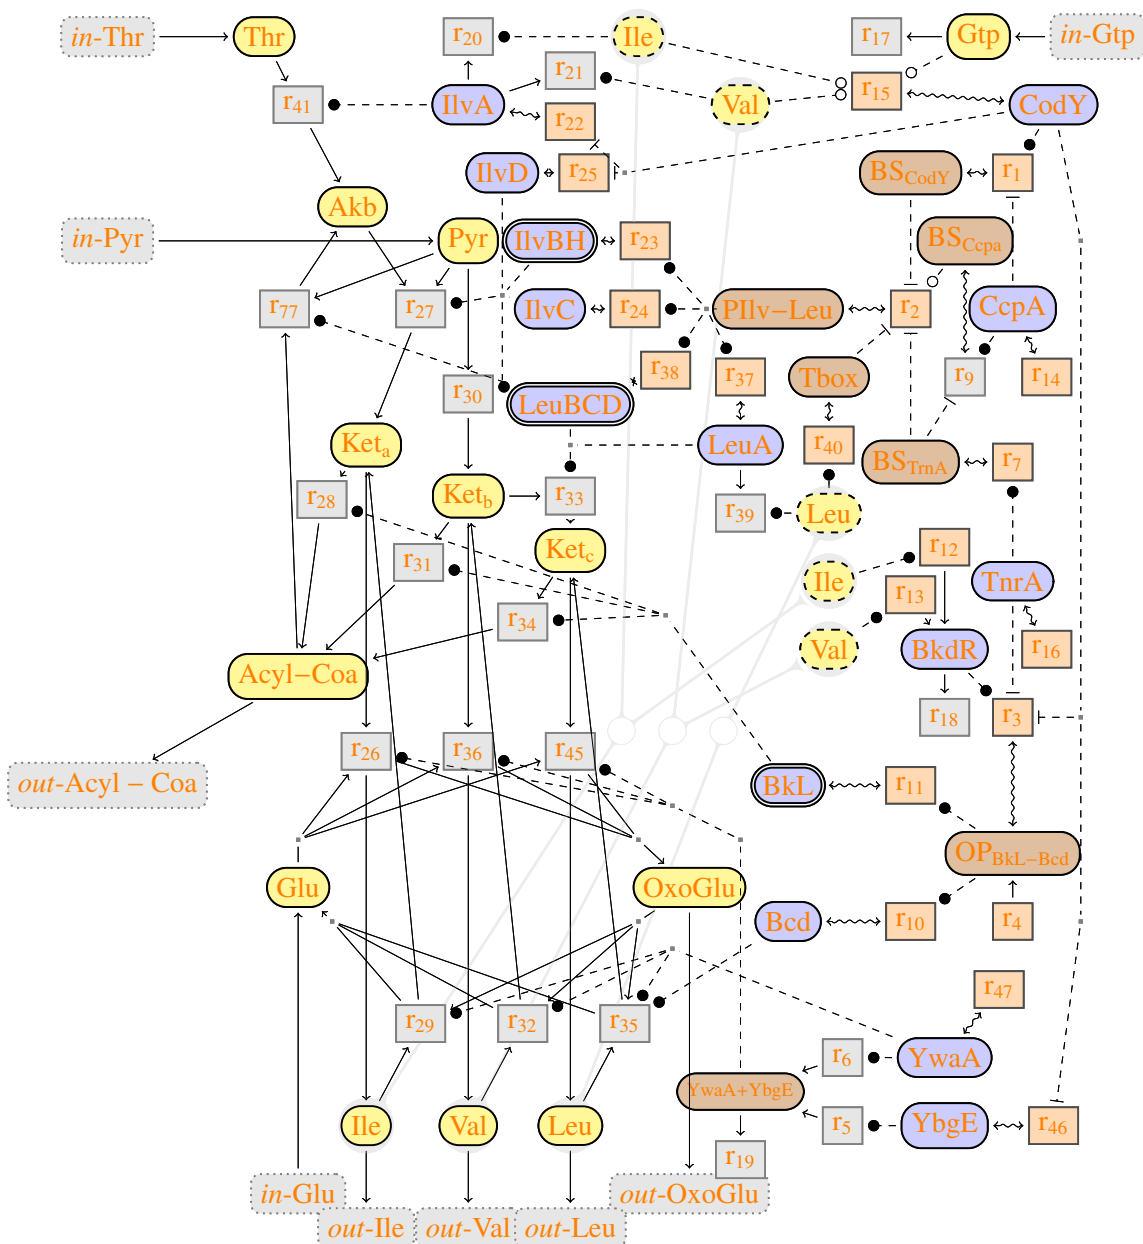 in-Thr
Thr
r20
Ile
r17
Gtp
in-Gtp
r21
r41
IlvA
Val
r15
CodY
r22
IlvD
r25
BSCodY
r1
Akb
in-Pyr
Pyr
IlvBH
r23
BSCcpa
r77
r27
IlvC
r24
PIlv−Leu
r2
CcpA
r38
r37
Tbox
r9
r14
r30
LeuBCD
Keta
LeuA
r40
BSTrnA
r7
r28
Ketb
r33
r39
Leu
r31
Ketc
r12
Ile
r13
TnrA
r34
Val
BkdR
r16
Acyl−Coa
r18
r3
r26
r36
r45
out-Acyl − Coa
BkL
r11
OPBkL−Bcd
Glu
OxoGlu
Bcd
r10
r4
r47
r29
r32
r35
r6
YwaA
YwaA+YbgE
Ile
Val
Leu
r5
YbgE
r46
r19
in-Glu
out-OxoGlu
out-Ile
out-Val
out-Leu